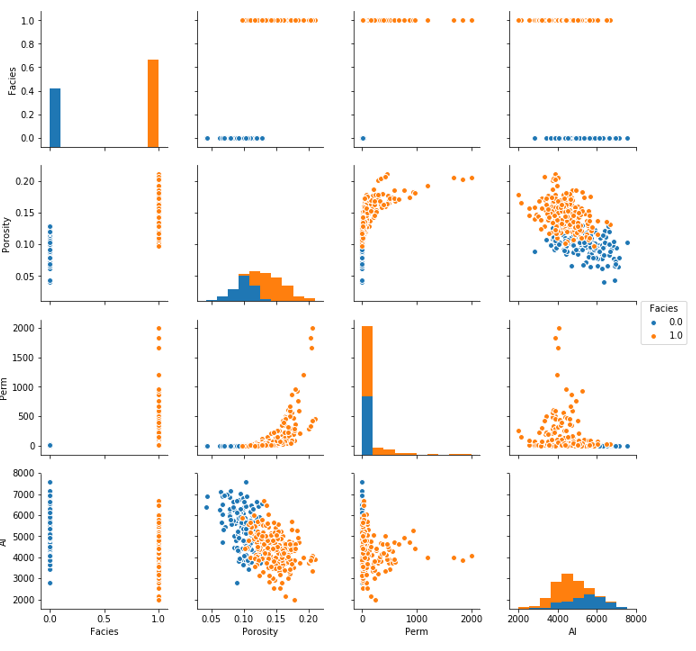 1.0
0.8
0.6
0.4
0.2
0.0
Facies
0.20
0.15
0.10
0.05
Porosity
Facies
0.0
1.0
2000
1500
1000
500
0
Perm
8000
7000
6000
5000
4000
3000
2000
AI
0.0 0.5 1.0
0.05 0.10 0.15 0.20
0 1000 2000
2000 4000 6000 8000
Facies
Porosity
Perm
AI